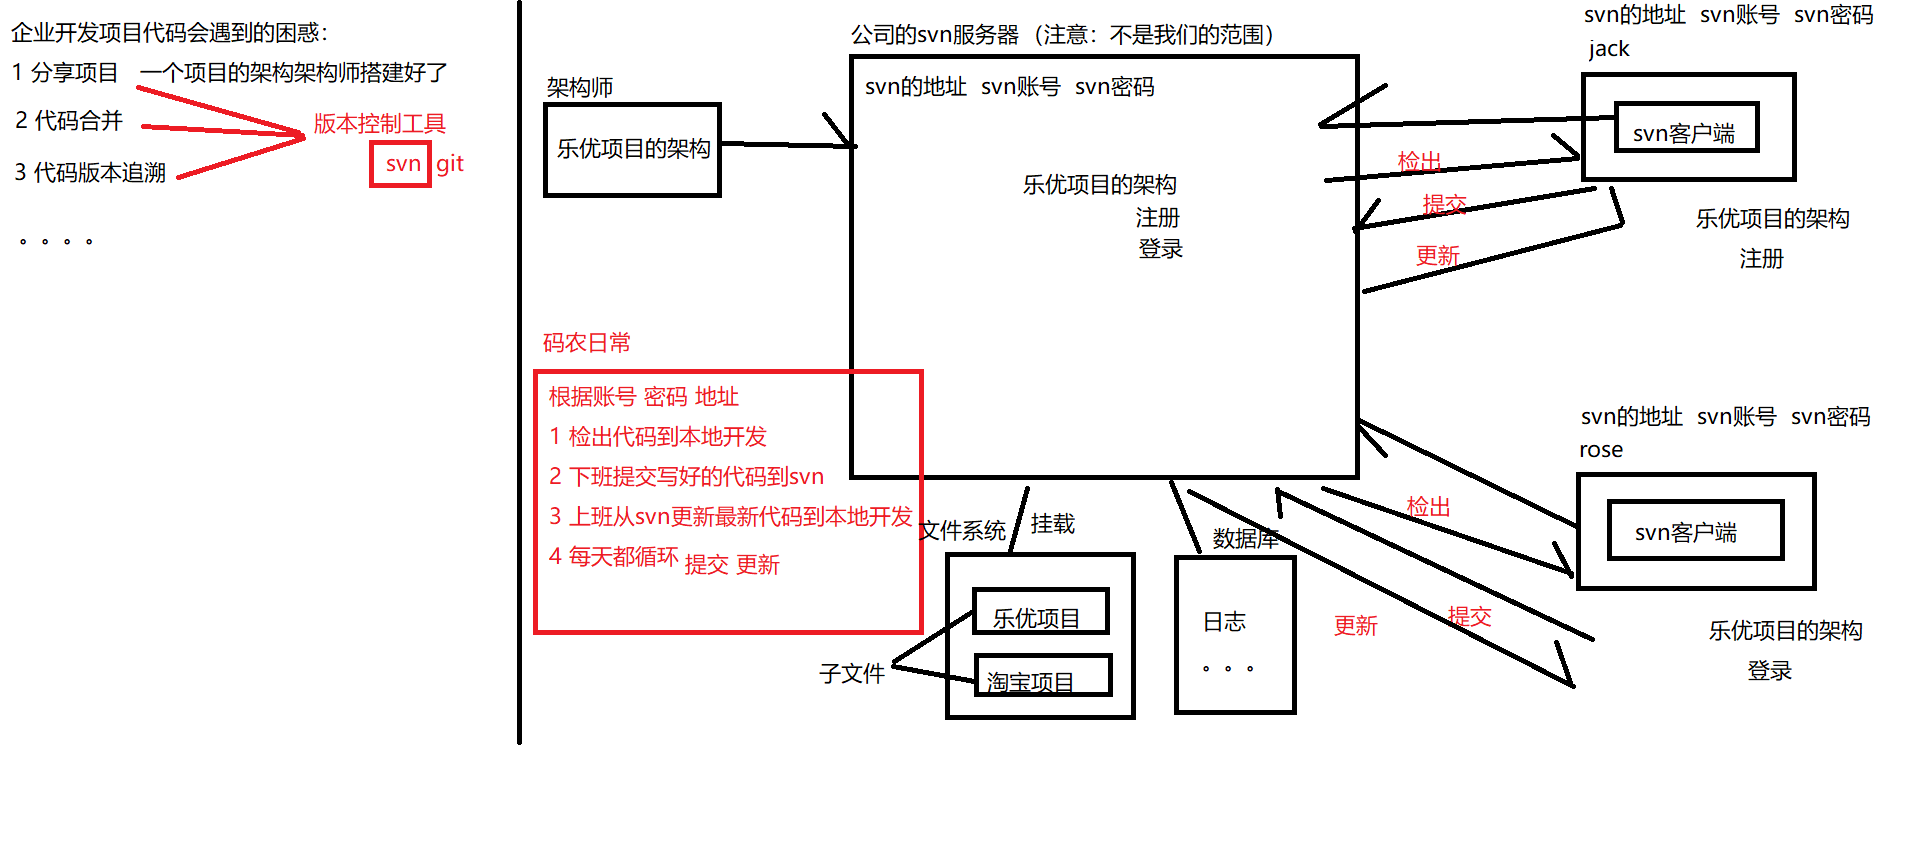 企业开发项目代码会遇到的困惑：
1 分享项目 一个项目的架构架构师搭建好了
2 代码合并
3 代码版本追溯
。。。。
版本控制工具
svn git
架构师
乐优项目的架构
公司的svn服务器（注意：不是我们的范围）
svn的地址 svn账号 svn密码
乐优项目的架构
注册
登录
svn的地址 svn账号 svn密码
jack
svn客户端
检出
提交
更新
乐优项目的架构
注册
码农日常
根据账号 密码 地址
1 检出代码到本地开发
2 下班提交写好的代码到svn
3 上班从svn更新最新代码到本地开发
4 每天都循环 提交 更新
文件系统 挂载
乐优项目
淘宝项目
子文件
数据库
日志
。。。
svn的地址 svn账号 svn密码
rose
svn客户端
检出
提交
更新
乐优项目的架构
登录